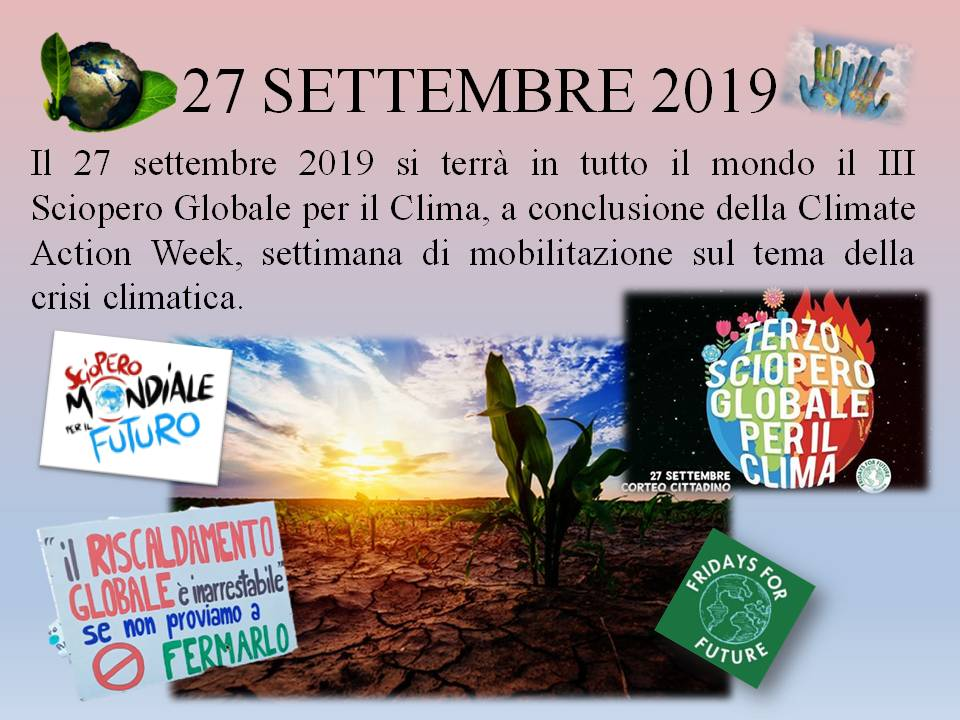 27 SETTEMBRE 2019
Il 27 settembre 2019 si terrà in tutto il mondo il III
Sciopero Globale per il Clima, a conclusione della Climate
Action Week, settimana di mobilitazione sul tema della
crisi climatica.
SCIOPERO
MONDIALE
PER IL
FUTURO
TERZO
SCIOPERO
GLOBALE
PER IL
CLIMA
27 SETTEMBRE
CORTEO CITTADINO
FRIDAYS FOR FUTURE
"il RISCALDAMENTO
GLOBALE è inarrestabile"
se non proviamo a
FERMARLO
FRIDAYS FOR
FUTURE